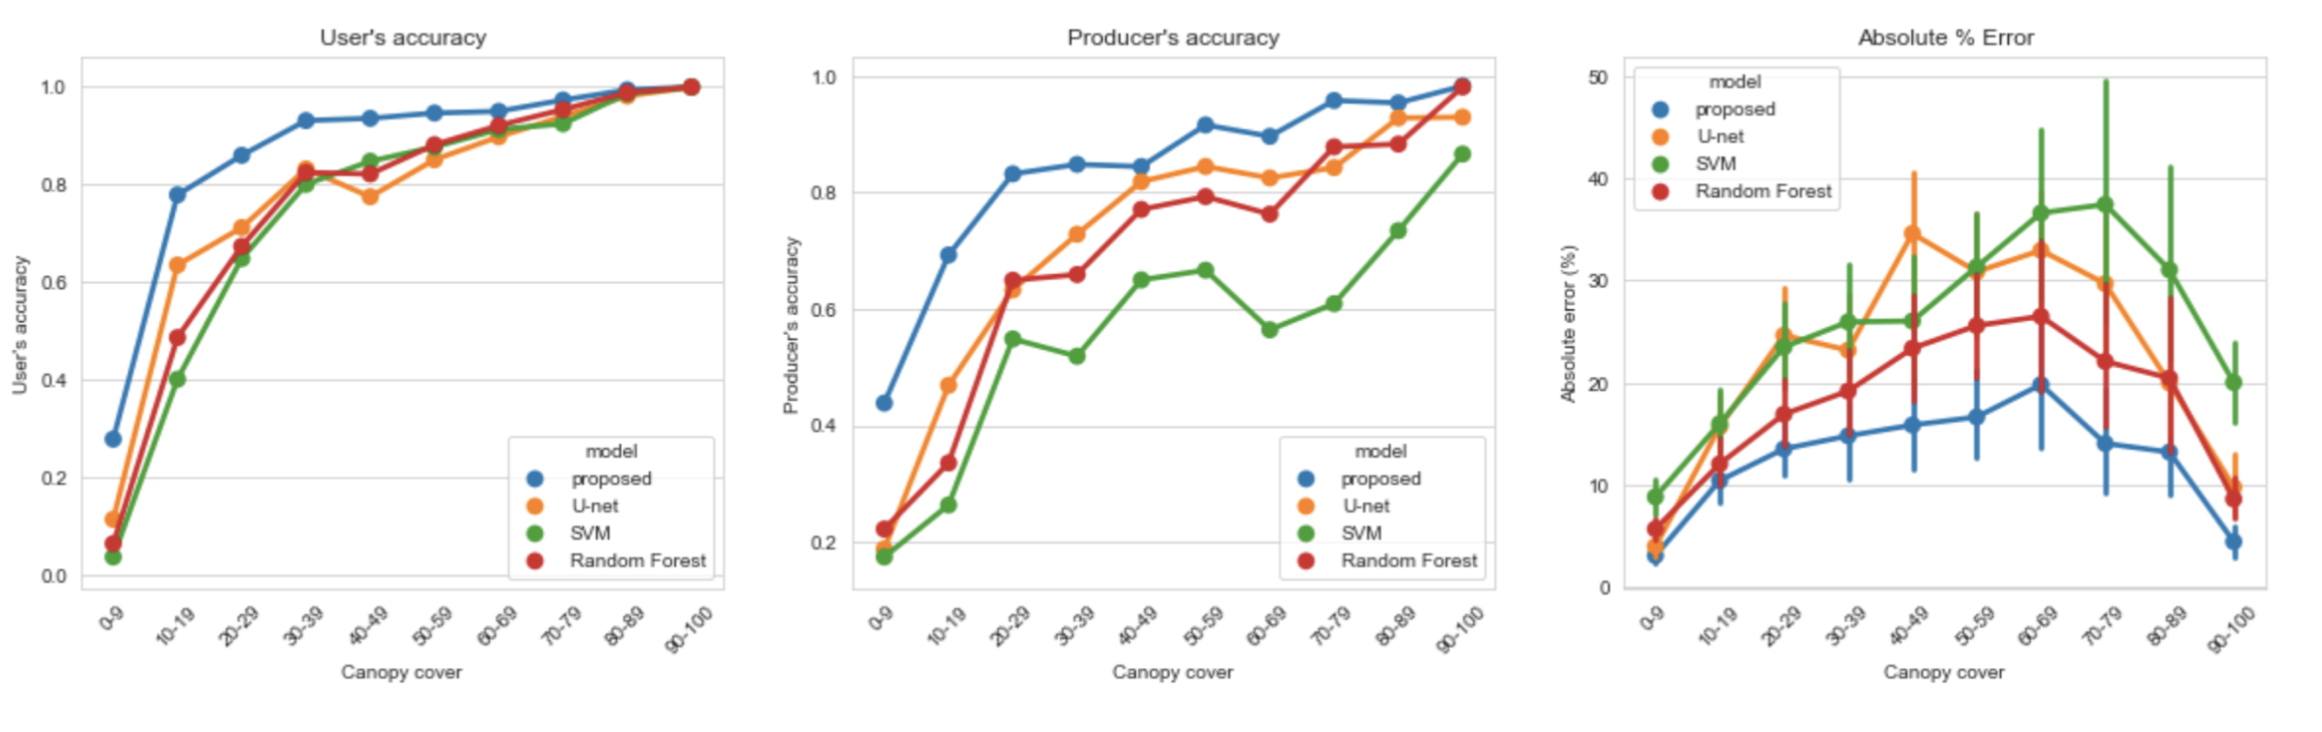 User's accuracy
User's accuracy
1.0
0.8
0.6
0.4
0.2
0.0
model
proposed
U-net
SVM
Random Forest
0-9
10-19
20-29
30-39
40-49
50-59
60-69
70-79
80-89
90-100
Canopy cover
Producer's accuracy
Producer's accuracy
1.0
0.8
0.6
0.4
0.2
model
proposed
U-net
SVM
Random Forest
0-9
10-19
20-29
30-39
40-49
50-59
60-69
70-79
80-89
90-100
Canopy cover
Absolute % Error
Absolute error (%)
50
40
30
20
10
0
model
proposed
U-net
SVM
Random Forest
0-9
10-19
20-29
30-39
40-49
50-59
60-69
70-79
80-89
90-100
Canopy cover